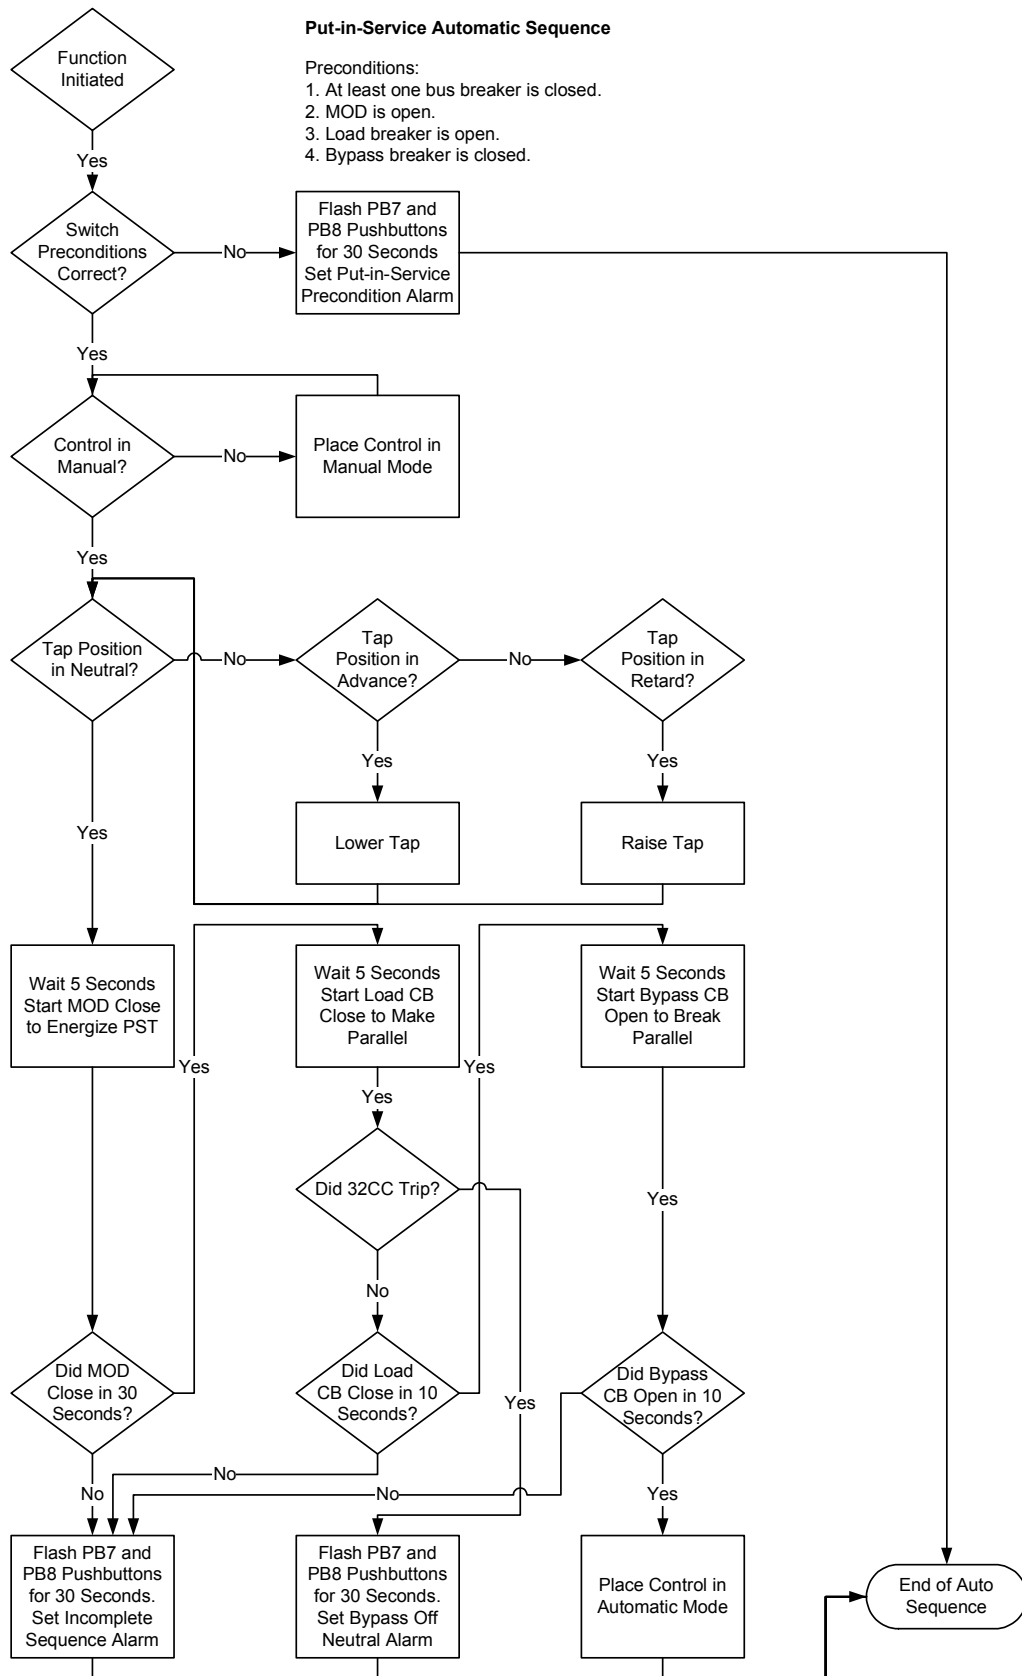 Put-in-Service Automatic Sequence
Preconditions:
1. At least one bus breaker is closed.
2. MOD is open.
3. Load breaker is open.
4. Bypass breaker is closed.
Function
Initiated
Yes
Switch
Preconditions
Correct?
No
Flash PB7 and
PB8 Pushbuttons
for 30 Seconds
Set Put-in-Service
Precondition Alarm
Yes
Control in
Manual?
No
Place Control in
Manual Mode
Yes
Tap Position
in Neutral?
No
Tap
Position in
Advance?
No
Tap
Position in
Retard?
Yes
Yes
Yes
Lower Tap
Raise Tap
Wait 5 Seconds
Start MOD Close
to Energize PST
Yes
Wait 5 Seconds
Start Load CB
Close to Make
Parallel
Yes
Wait 5 Seconds
Start Bypass CB
Open to Break
Parallel
Yes
Did 32CC Trip?
Yes
No
Did MOD
Close in 30
Seconds?
Did Load
CB Close in 10
Seconds?
Yes
Did Bypass
CB Open in 10
Seconds?
No
No
No
Yes
Flash PB7 and
PB8 Pushbuttons
for 30 Seconds.
Set Incomplete
Sequence Alarm
Flash PB7 and
PB8 Pushbuttons
for 30 Seconds.
Set Bypass Off
Neutral Alarm
Place Control in
Automatic Mode
End of Auto
Sequence